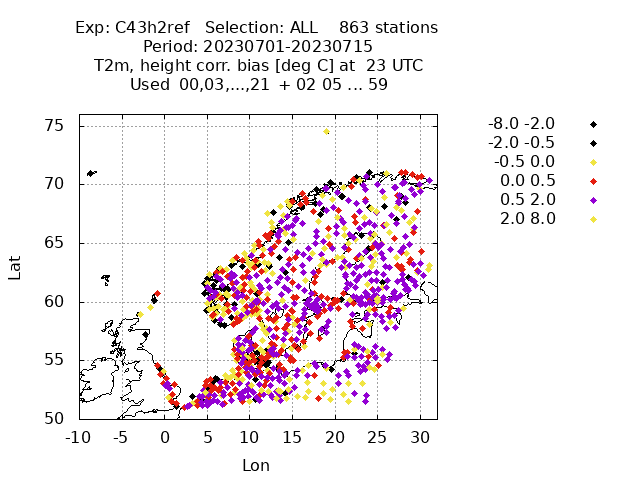 Exp: C43h2ref   Selection: ALL    863 stations
Period: 20230701-20230715
T2m, height corr. bias [deg C] at  23 UTC
Used  00,03,...,21  + 02 05 ... 59
-8.0 -2.0
-2.0 -0.5
-0.5 0.0
0.0 0.5
0.5 2.0
2.0 8.0
75
70
65
60
55
50
Lat
-10 -5 0 5 10 15 20 25 30
Lon